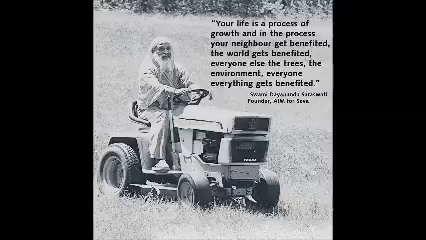 "Your life is a process of
growth and in the process
your neighbour get benefited,
the world gets benefited,
everyone else the trees, the
environment, everyone
everything gets benefited."
Swami Dayananda Saraswati
Founder, AIM for Seva.